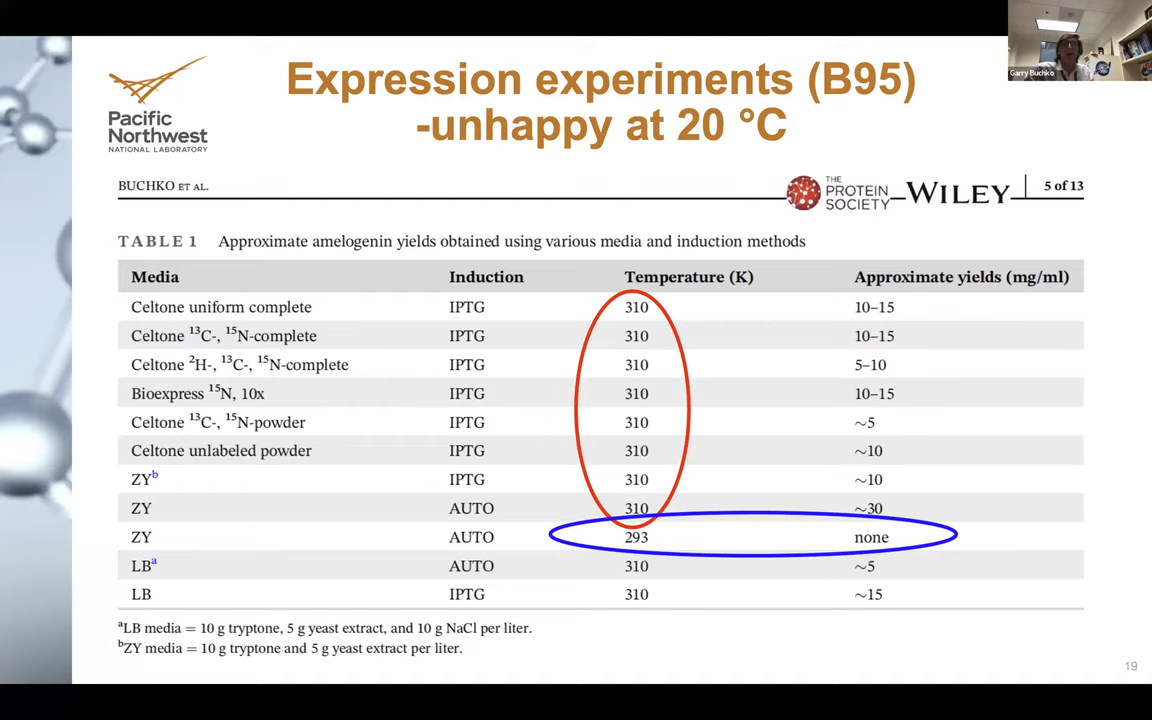 Garry Buchko
Pacific
Northwest
NATIONAL LABORATORY
Expression experiments (B95)
-unhappy at 20 °C
BUCHKO ET AL.
THE
PROTEIN
SOCIETY
WILEY
5 of 13
TABLE 1 Approximate amelogenin yields obtained using various media and induction methods
Media Induction Temperature (K) Approximate yields (mg/ml)
Celtone uniform complete IPTG 310 10–15
Celtone ¹³C-, ¹⁵N-complete IPTG 310 10–15
Celtone ²H-, ¹³C-, ¹⁵N-complete IPTG 310 5–10
Bioexpress ¹⁵N, 10x IPTG 310 10–15
Celtone ¹³C-, ¹⁵N-powder IPTG 310 ~5
Celtone unlabeled powder IPTG 310 ~10
ZYᵇ IPTG 310 ~10
ZY AUTO 310 ~30
ZY AUTO 293 none
LBᵃ AUTO 310 ~5
LB IPTG 310 ~15
ᵃLB media = 10 g tryptone, 5 g yeast extract, and 10 g NaCl per liter.
ᵇZY media = 10 g tryptone and 5 g yeast extract per liter.
19